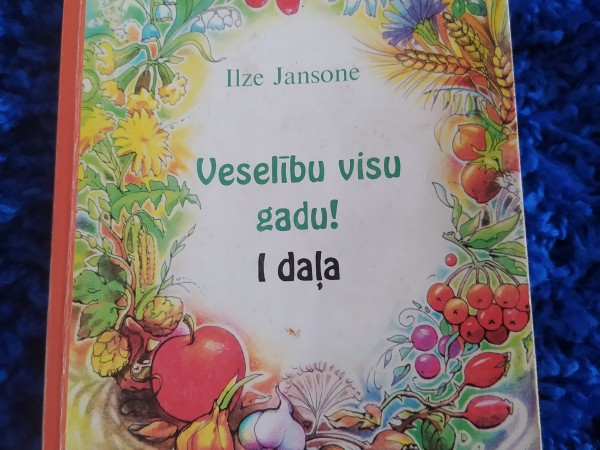 Ilze Jansone
Veselību visu
gadu!
I daļa